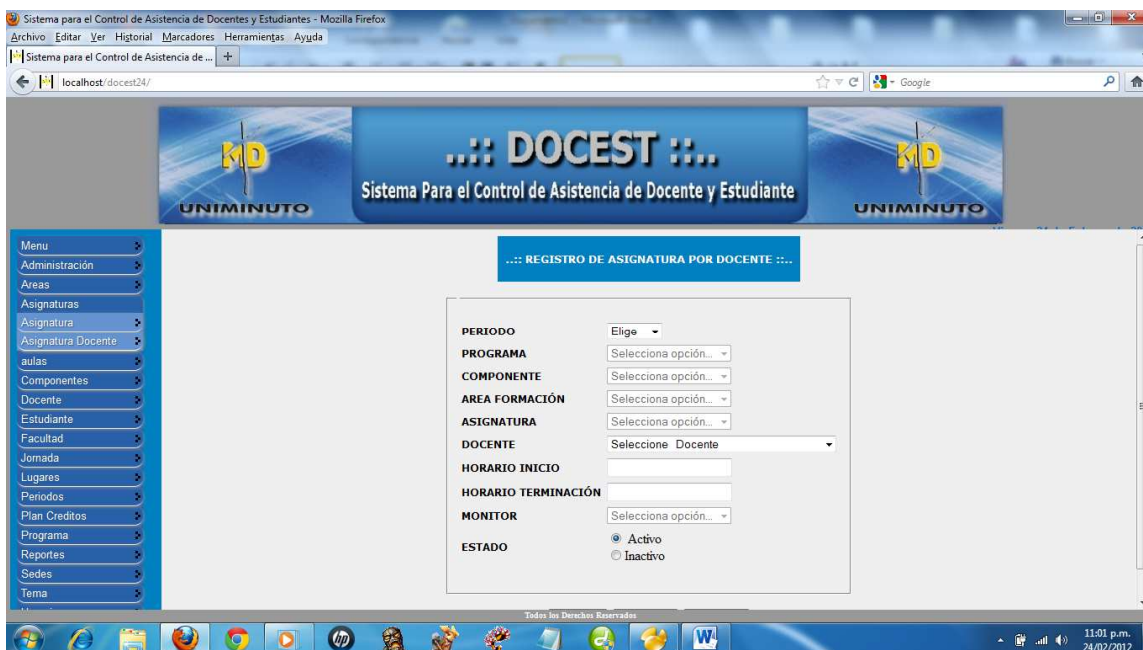 Sistema para el Control de Asistencia de Docentes y Estudiantes - Mozilla Firefox
Archivo Editar Ver Historial Marcadores Herramientas Ayuda
Sistema para el Control de Asistencia de ... +
localhost/docest24/
Google
MD
UNIMINUTO
..:: DOCEST ::..
Sistema Para el Control de Asistencia de Docente y Estudiante
MD
UNIMINUTO
Menu
Administración
Areas
Asignaturas
Asignatura
Asignatura Docente
aulas
Componentes
Docente
Estudiante
Facultad
Jornada
Lugares
Periodos
Plan Creditos
Programa
Reportes
Sedes
Tema
..:: REGISTRO DE ASIGNATURA POR DOCENTE ::..
PERIODO Elige
PROGRAMA Selecciona opción...
COMPONENTE Selecciona opción...
AREA FORMACIÓN Selecciona opción...
ASIGNATURA Selecciona opción...
DOCENTE Seleccione Docente
HORARIO INICIO
HORARIO TERMINACIÓN
MONITOR Selecciona opción...
ESTADO Activo
Inactivo
Todos los Derechos Reservados
hp
W
11:01 p.m.
24/02/2012